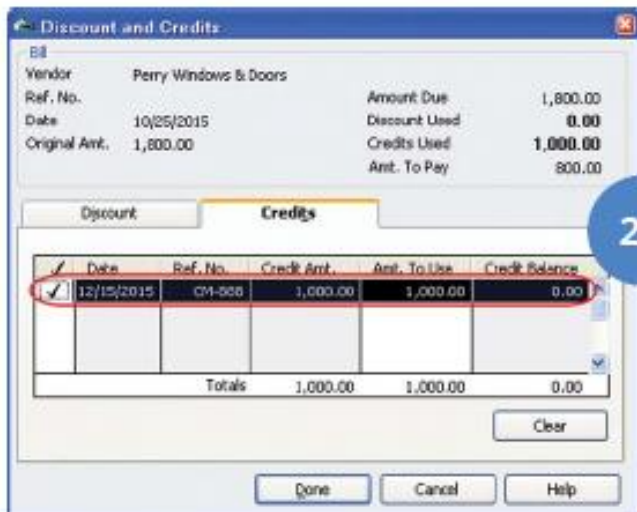 Discount and Credits
Bill
Vendor Perry Windows & Doors
Ref. No. Amount Due 1,800.00
Date 10/25/2015 Discount Used 0.00
Original Amt. 1,800.00 Credits Used 1,000.00
Amt. To Pay 800.00
Discount Credits
2
✓ Date Ref. No. Credit Amt. Amt. To Use Credit Balance
✓ 12/15/2015 CM-888 1,000.00 1,000.00 0.00
Totals 1,000.00 1,000.00 0.00
Clear
Done Cancel Help